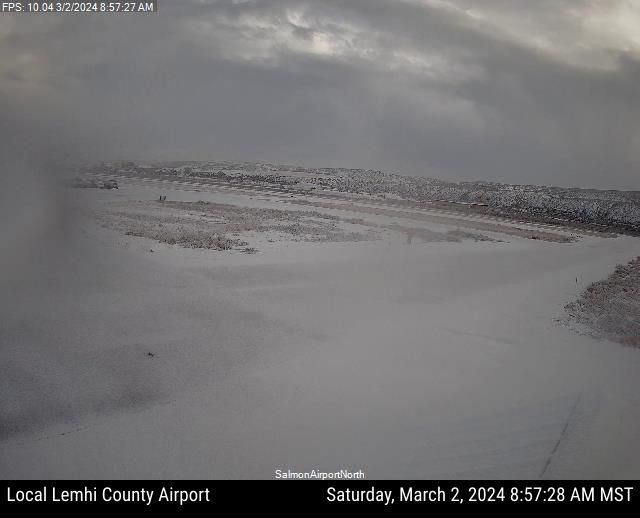 FPS: 10.04 3/2/2024 8:57:27 AM
SalmonAirportNorth
Local Lemhi County Airport Saturday, March 2, 2024 8:57:28 AM MST